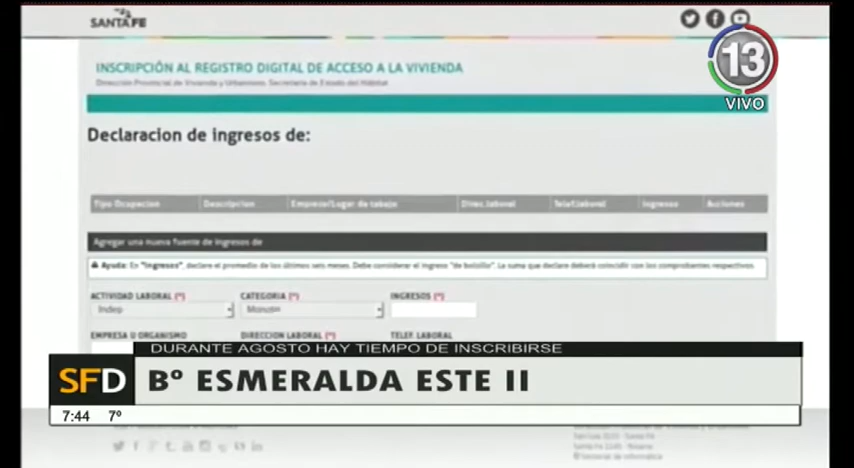 SANTA FE
13
VIVO
INSCRIPCIÓN AL REGISTRO DIGITAL DE ACCESO A LA VIVIENDA
Dirección Provincial de Vivienda y Urbanismo. Secretaría de Estado del Hábitat
Declaracion de ingresos de:
Tipo Ocupacion Descripcion Empresa/Lugar de tabajo Direc.laboral Telef.laboral Ingresos Acciones
Agregar una nueva fuente de ingresos de
Ayuda: En "Ingresos", declare el promedio de los últimos seis meses. Debe considerar el ingreso "de bolsillo". La suma que declare deberá coincidir con los comprobantes respectivos.
ACTIVIDAD LABORAL (*) CATEGORIA (*) INGRESOS (*)
Indep Monot
EMPRESA U ORGANISMO DIRECCION LABORAL (*) TELEF. LABORAL
DURANTE AGOSTO HAY TIEMPO DE INSCRIBIRSE
SFD Bº ESMERALDA ESTE II
7:44 7º